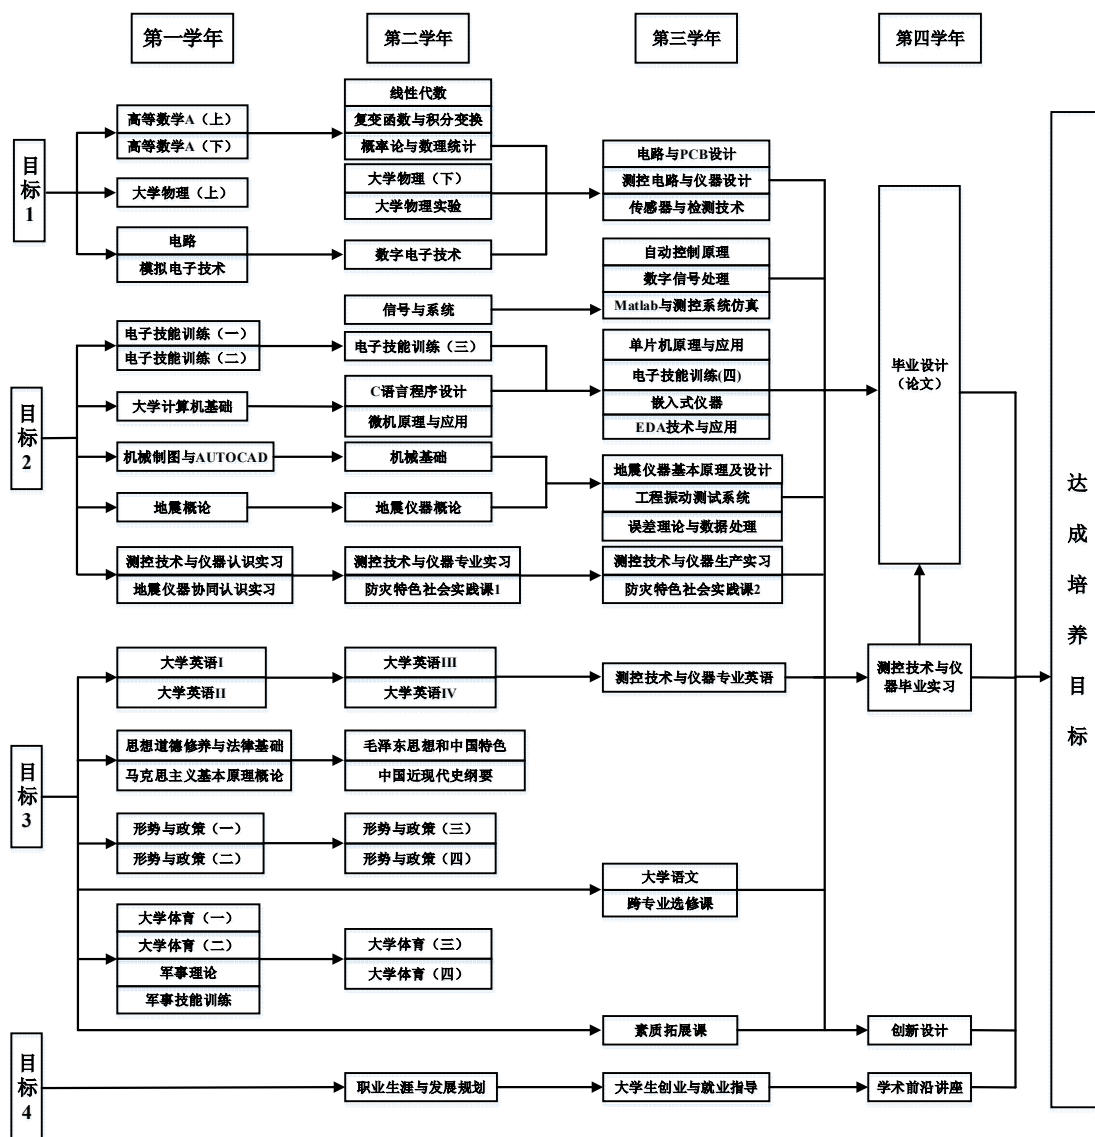 第一学年
第二学年
第三学年
第四学年
目标1
高等数学A（上）
高等数学A（下）
大学物理（上）
电路
模拟电子技术
线性代数
复变函数与积分变换
概率论与数理统计
大学物理（下）
大学物理实验
数字电子技术
电路与PCB设计
测控电路与仪器设计
传感器与检测技术
自动控制原理
数字信号处理
Matlab与测控系统仿真
信号与系统
目标2
电子技能训练（一）
电子技能训练（二）
电子技能训练（三）
大学计算机基础
C语言程序设计
微机原理与应用
单片机原理与应用
电子技能训练(四)
嵌入式仪器
EDA技术与应用
机械制图与AUTOCAD
机械基础
地震概论
地震仪器概论
地震仪器基本原理及设计
工程振动测试系统
误差理论与数据处理
测控技术与仪器认识实习
地震仪器协同认识实习
测控技术与仪器专业实习
防灾特色社会实践课1
测控技术与仪器生产实习
防灾特色社会实践课2
毕业设计
（论文）
目标3
大学英语I
大学英语II
大学英语III
大学英语IV
测控技术与仪器专业英语
测控技术与仪
器毕业实习
思想道德修养与法律基础
马克思主义基本原理概论
毛泽东思想和中国特色
中国近现代史纲要
形势与政策（一）
形势与政策（二）
形势与政策（三）
形势与政策（四）
大学语文
跨专业选修课
大学体育（一）
大学体育（二）
军事理论
军事技能训练
大学体育（三）
大学体育（四）
素质拓展课
创新设计
目标4
职业生涯与发展规划
大学生创业与就业指导
学术前沿讲座
达成培养目标